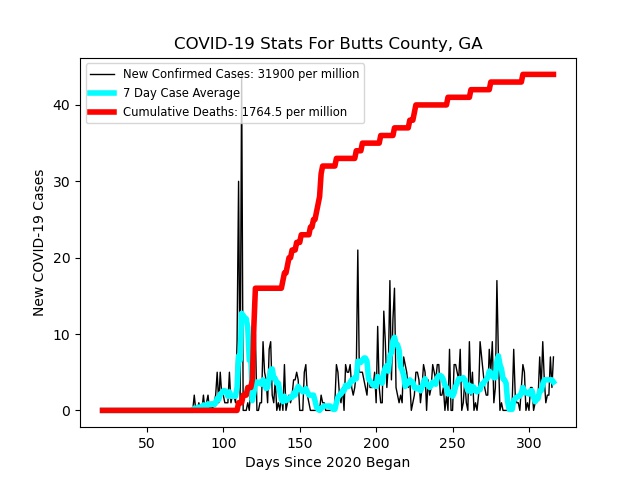 COVID-19 Stats For Butts County, GA
New Confirmed Cases: 31900 per million
7 Day Case Average
Cumulative Deaths: 1764.5 per million
New COVID-19 Cases
40
30
20
10
0
50 100 150 200 250 300
Days Since 2020 Began